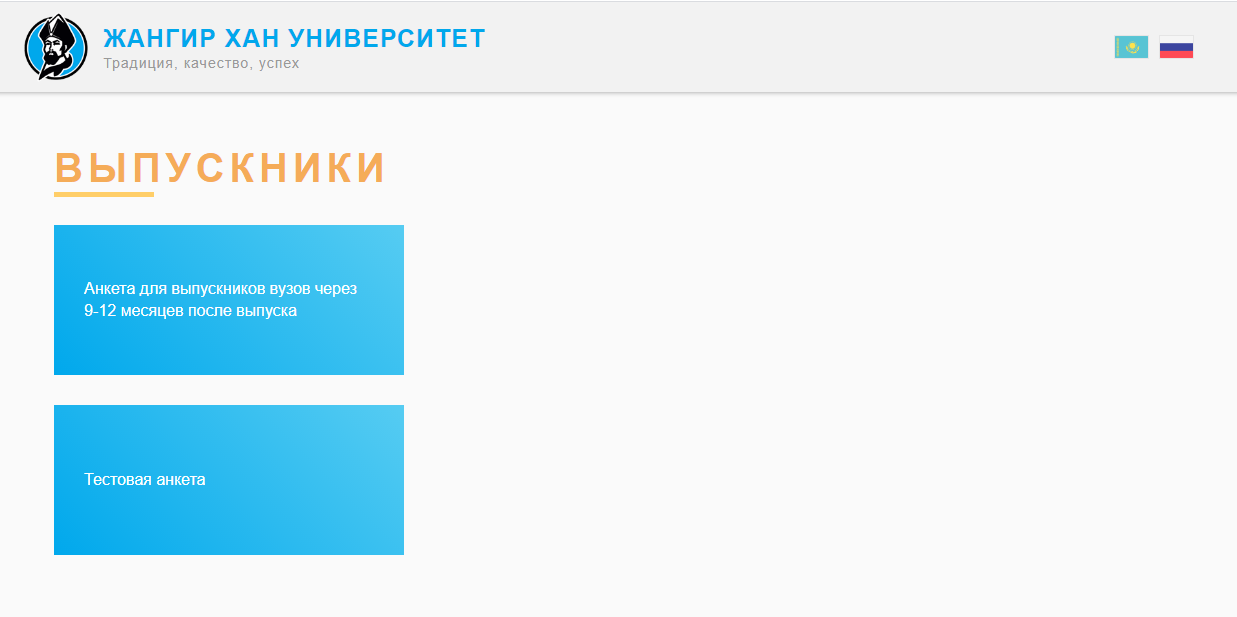 ЖАНГИР ХАН УНИВЕРСИТЕТ
Традиция, качество, успех
ВЫПУСКНИКИ
Анкета для выпускников вузов через
9-12 месяцев после выпуска
Тестовая анкета